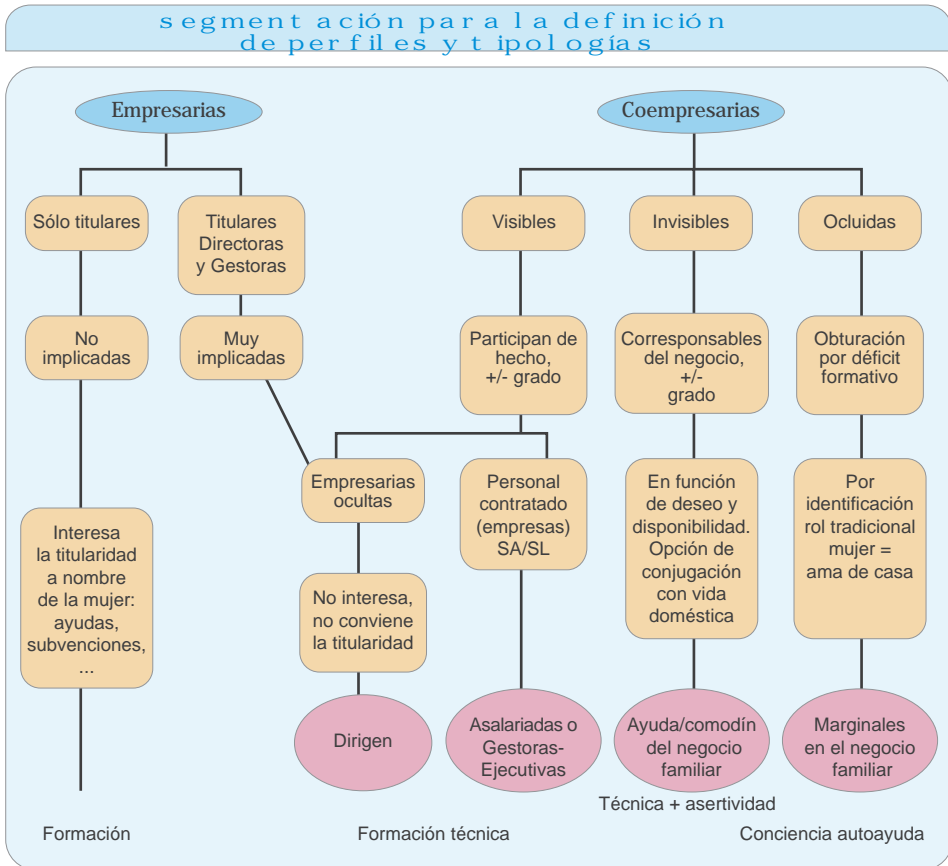 segmentación para la definición
de perfiles y tipologías
Empresarias
Coempresarias
Sólo titulares
Titulares
Directoras
y Gestoras
Visibles
Invisibles
Ocluidas
No
implicadas
Muy
implicadas
Participan de
hecho,
+/- grado
Corresponsables
del negocio,
+/-
grado
Obturación
por déficit
formativo
Empresarias
ocultas
Personal
contratado
(empresas)
SA/SL
En función
de deseo y
disponibilidad.
Opción de
conjugación
con vida
doméstica
Por
identificación
rol tradicional
mujer =
ama de casa
Interesa
la titularidad
a nombre
de la mujer:
ayudas,
subvenciones,
...
No interesa,
no conviene
la titularidad
Dirigen
Asalariadas o
Gestoras-
Ejecutivas
Ayuda/comodín
del negocio
familiar
Marginales
en el negocio
familiar
Técnica + asertividad
Formación
Formación técnica
Conciencia autoayuda